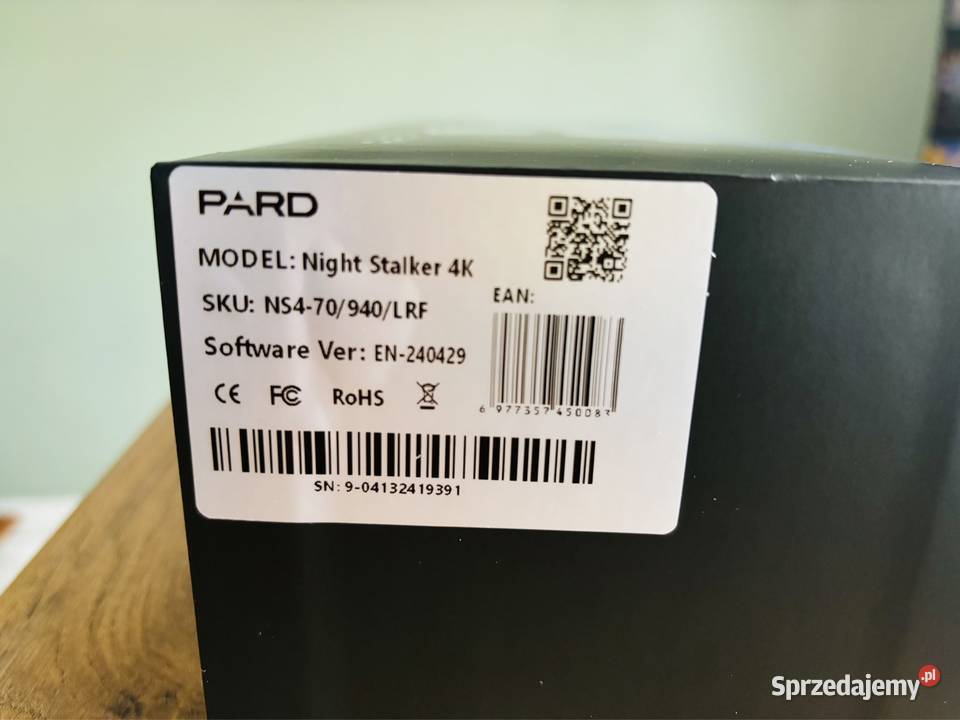 PARD
MODEL: Night Stalker 4K
SKU: NS4-70/940/LRF
EAN:
Software Ver: EN-240429
CE FC RoHS
6 977357 450083
SN: 9-04132419391
Sprzedajemy.pl